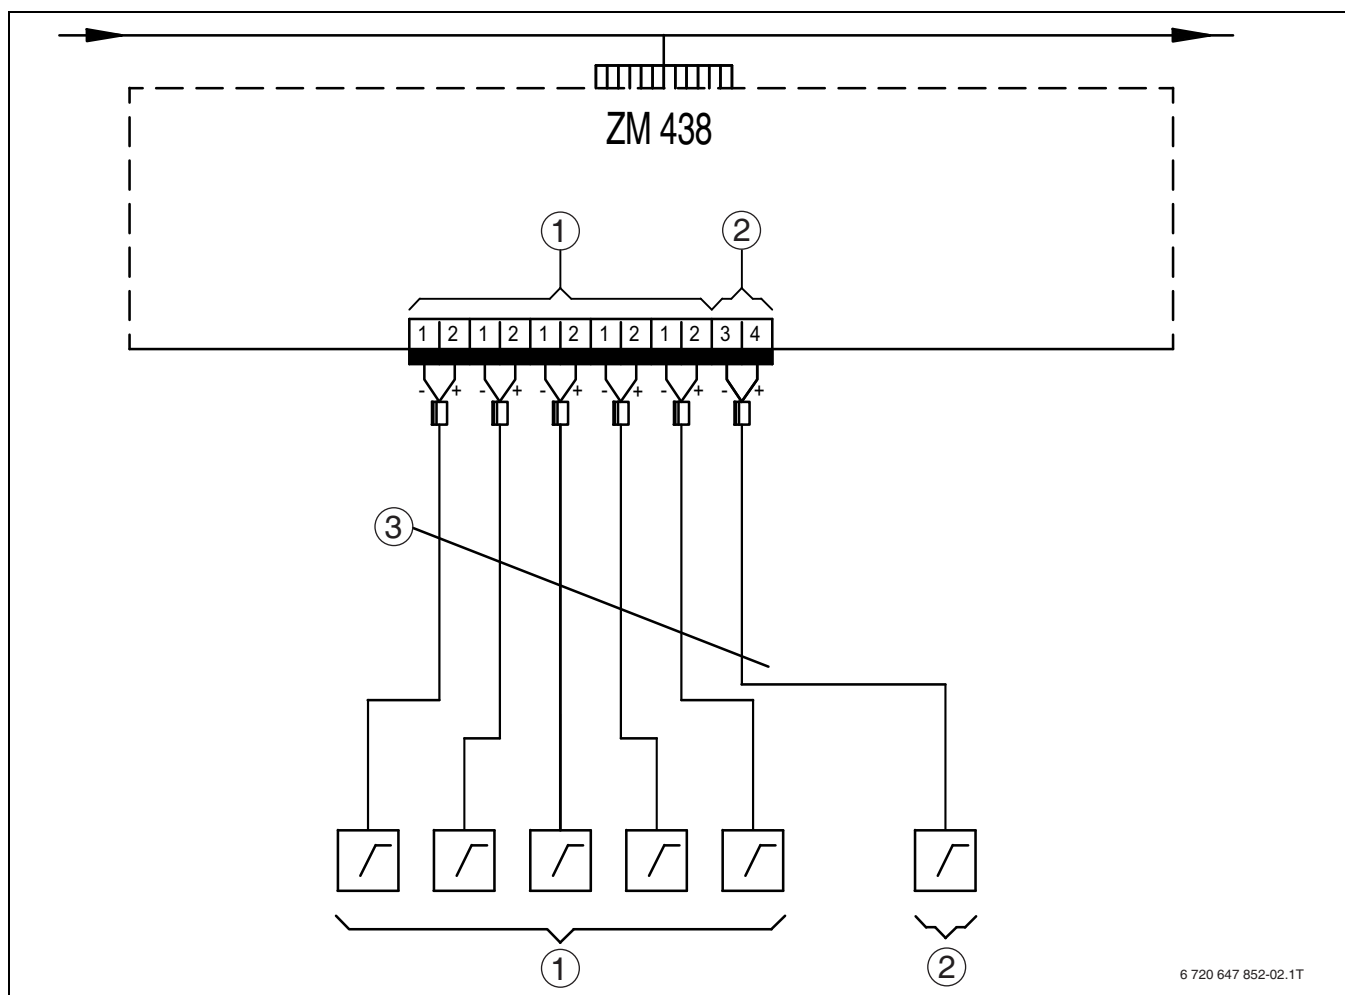 ZM 438
1 2
1 2 1 2 1 2 1 2 1 2 3 4
- + - + - + - + - + - +
3
1 2
6 720 647 852-02.1T